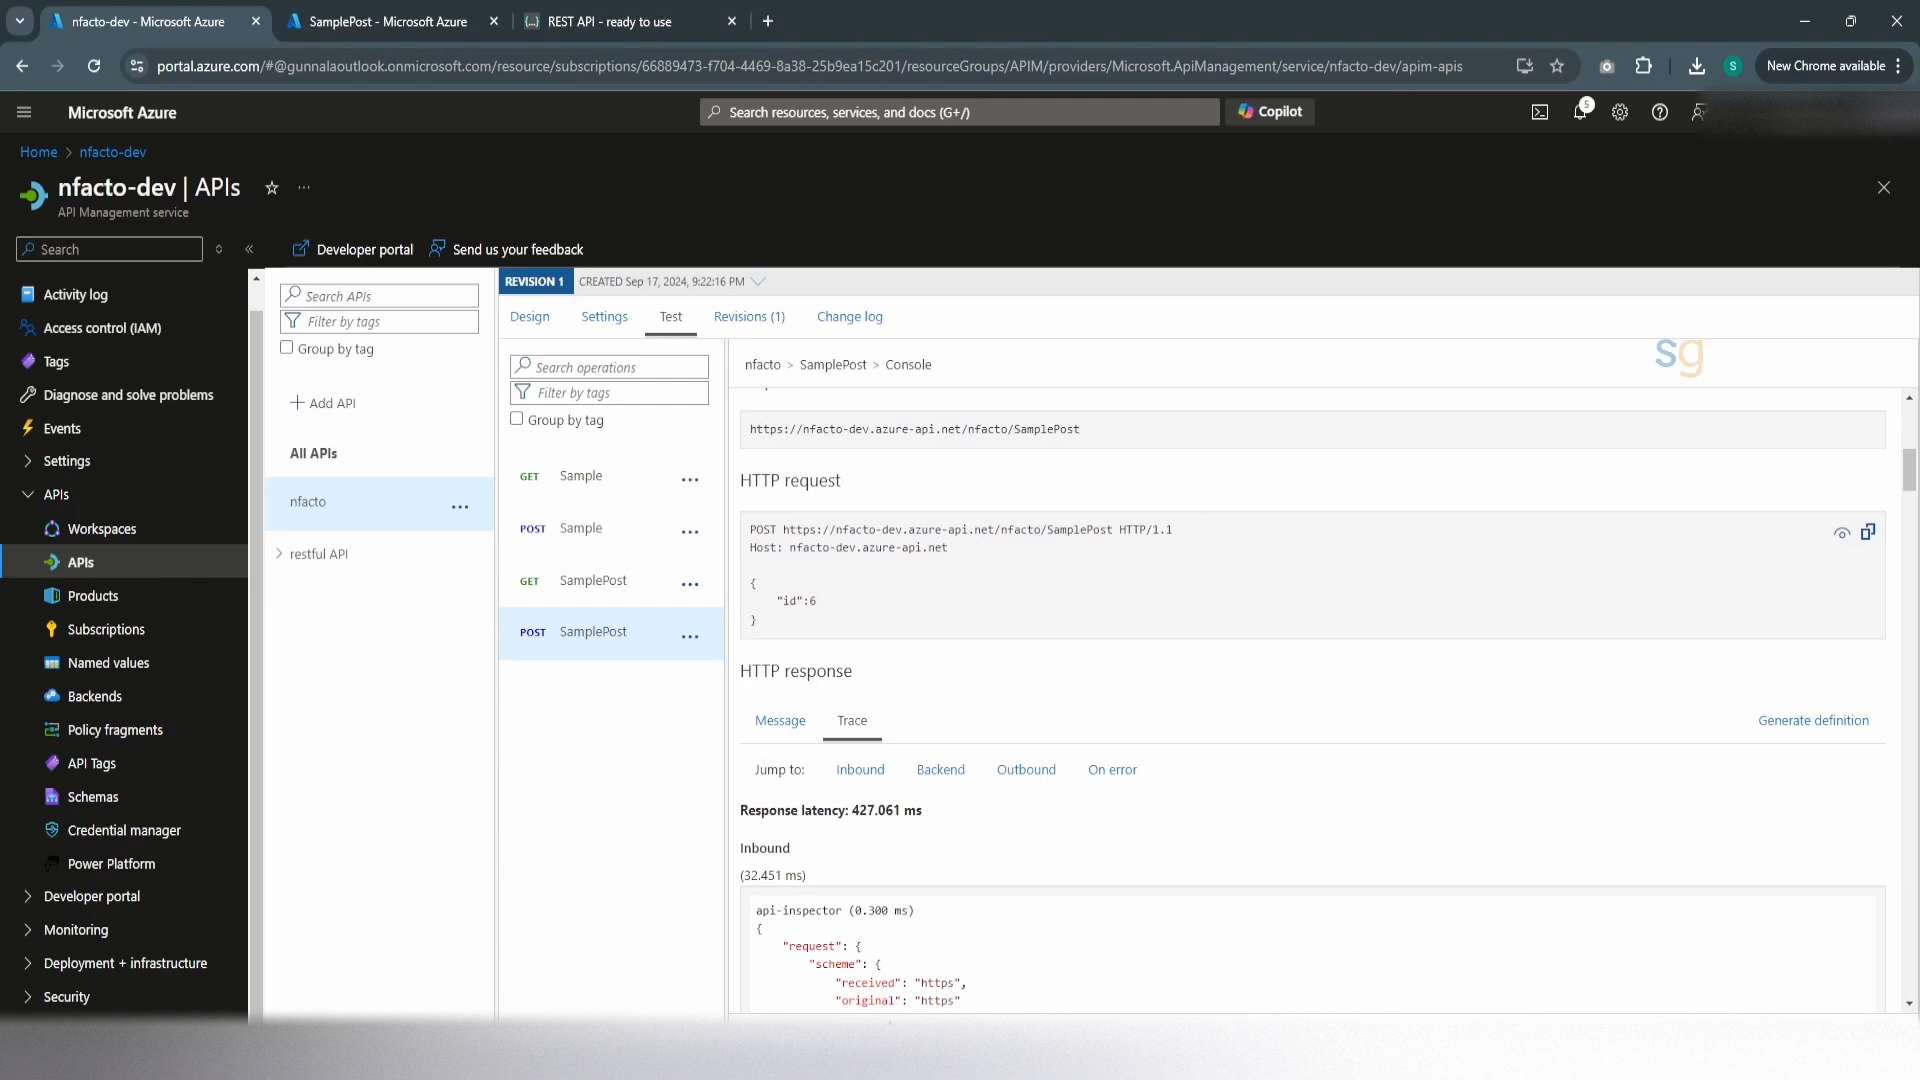 nfacto-dev - Microsoft Azure
SamplePost - Microsoft Azure
{...} REST API - ready to use
portal.azure.com/#@gunnalaoutlook.onmicrosoft.com/resource/subscriptions/66889473-f704-4469-8a38-25b9ea15c201/resourceGroups/APIM/providers/Microsoft.ApiManagement/service/nfacto-dev/apim-apis
S
New Chrome available
Microsoft Azure
Search resources, services, and docs (G+/)
Copilot
5
Home > nfacto-dev
nfacto-dev | APIs
API Management service
Search
Developer portal
Send us your feedback
Activity log
Access control (IAM)
Tags
Diagnose and solve problems
Events
Settings
APIs
Workspaces
APIs
Products
Subscriptions
Named values
Backends
Policy fragments
API Tags
Schemas
Credential manager
Power Platform
Developer portal
Monitoring
Deployment + infrastructure
Security
Search APIs
Filter by tags
Group by tag
+ Add API
All APIs
nfacto
...
restful API
REVISION 1
CREATED Sep 17, 2024, 9:22:16 PM
Design
Settings
Test
Revisions (1)
Change log
Search operations
Filter by tags
Group by tag
GET Sample ...
POST Sample ...
GET SamplePost ...
POST SamplePost ...
nfacto > SamplePost > Console
sg
https://nfacto-dev.azure-api.net/nfacto/SamplePost
HTTP request
POST https://nfacto-dev.azure-api.net/nfacto/SamplePost HTTP/1.1
Host: nfacto-dev.azure-api.net
{
"id":6
}
HTTP response
Message
Trace
Generate definition
Jump to:
Inbound
Backend
Outbound
On error
Response latency: 427.061 ms
Inbound
(32.451 ms)
api-inspector (0.300 ms)
{
"request": {
"scheme": {
"received": "https",
"original": "https"